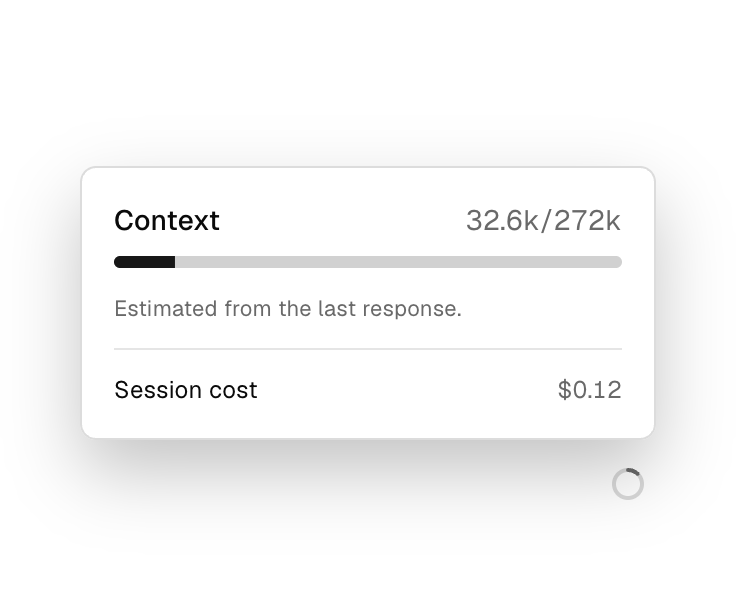 Context 32.6k/272k
Estimated from the last response.
Session cost $0.12